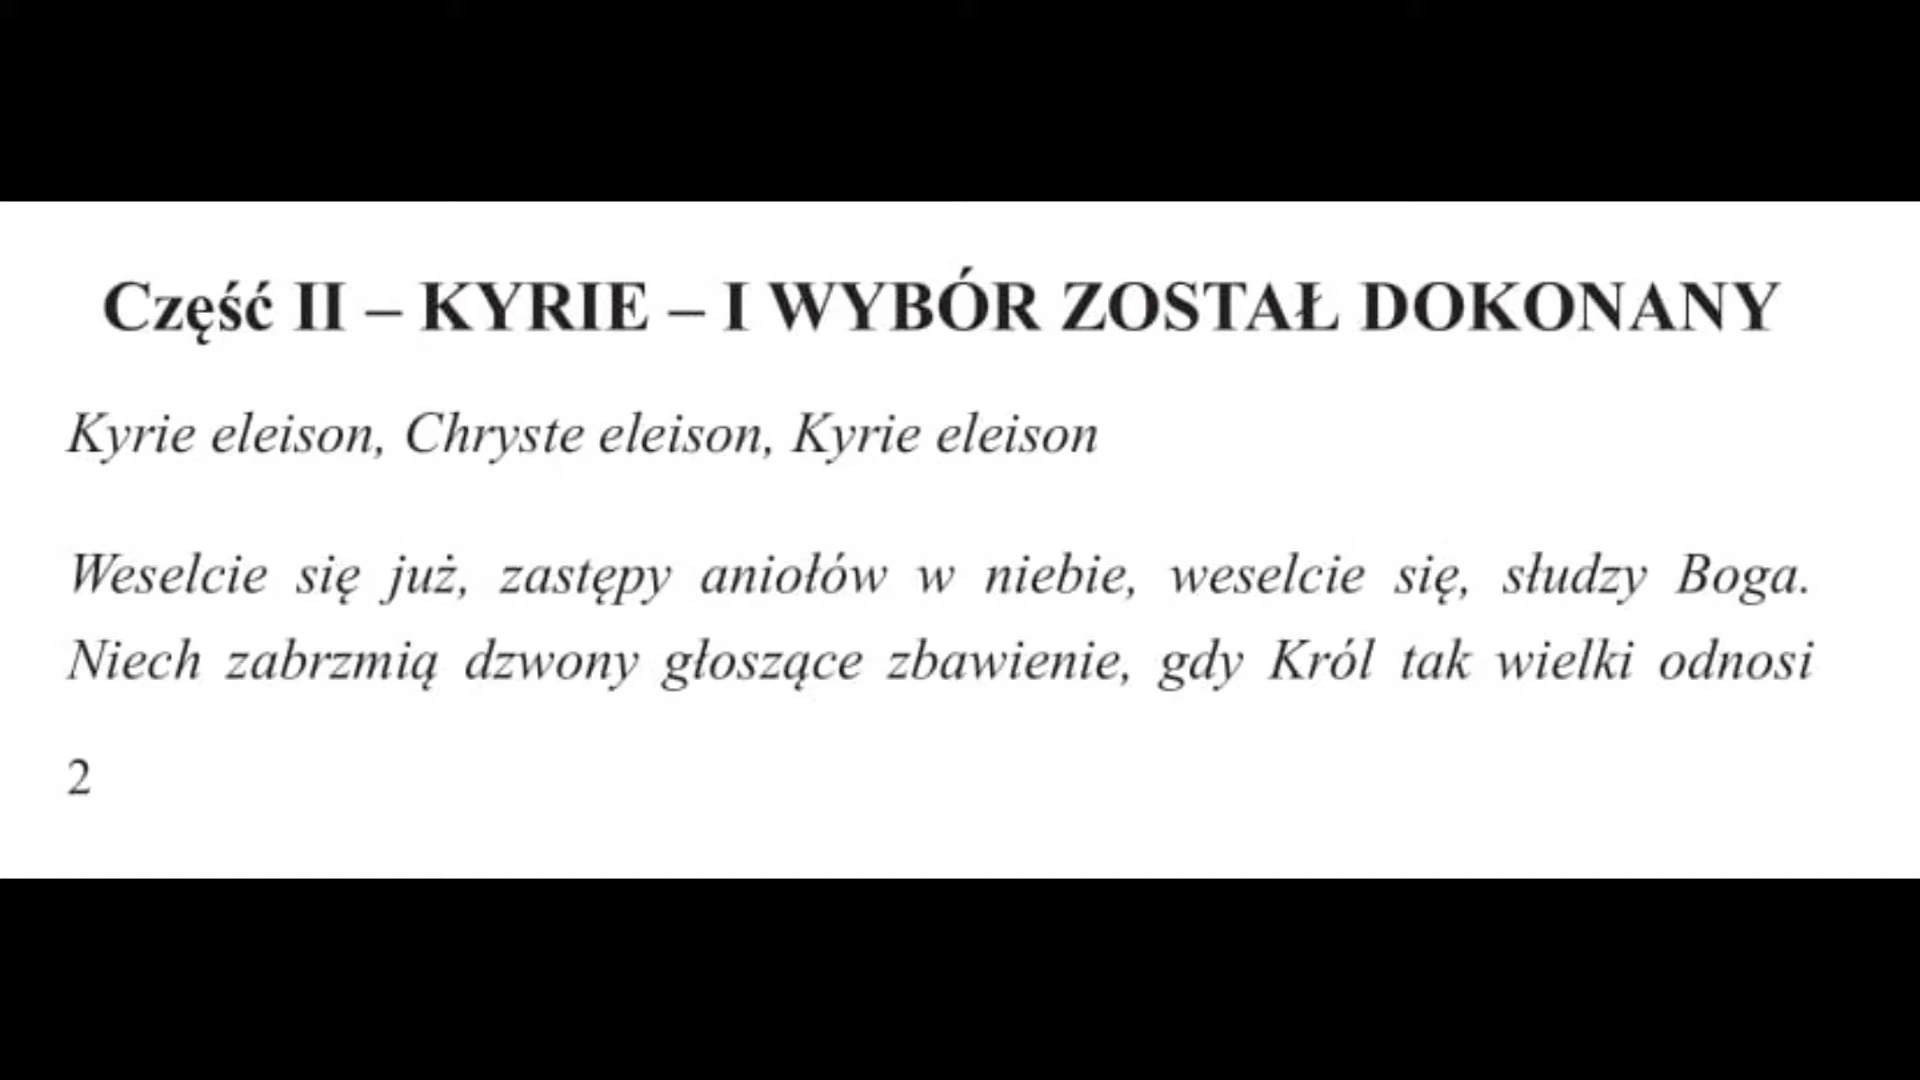 Część II – KYRIE – I WYBÓR ZOSTAŁ DOKONANY
Kyrie eleison, Chryste eleison, Kyrie eleison
Weselcie się już, zastępy aniołów w niebie, weselcie się, słudzy Boga.
Niech zabrzmią dzwony głoszące zbawienie, gdy Król tak wielki odnosi
2